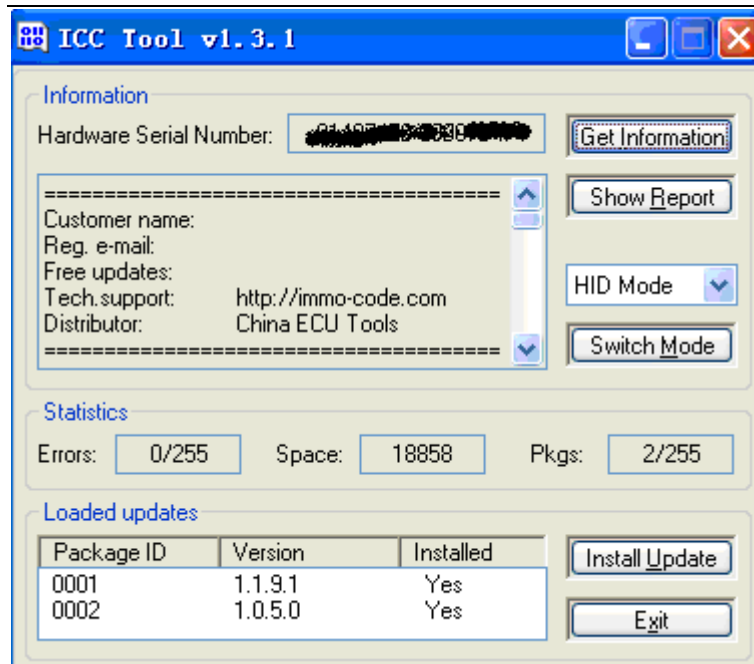 ICC Tool v1.3.1
Information
Hardware Serial Number:
Get Information
=======================================
Customer name:
Reg. e-mail:
Free updates:
Tech.support: http://immo-code.com
Distributor: China ECU Tools
=======================================
Show Report
HID Mode
Switch Mode
Statistics
Errors: 0/255 Space: 18858 Pkgs: 2/255
Loaded updates
Package ID Version Installed
0001 1.1.9.1 Yes
0002 1.0.5.0 Yes
Install Update
Exit